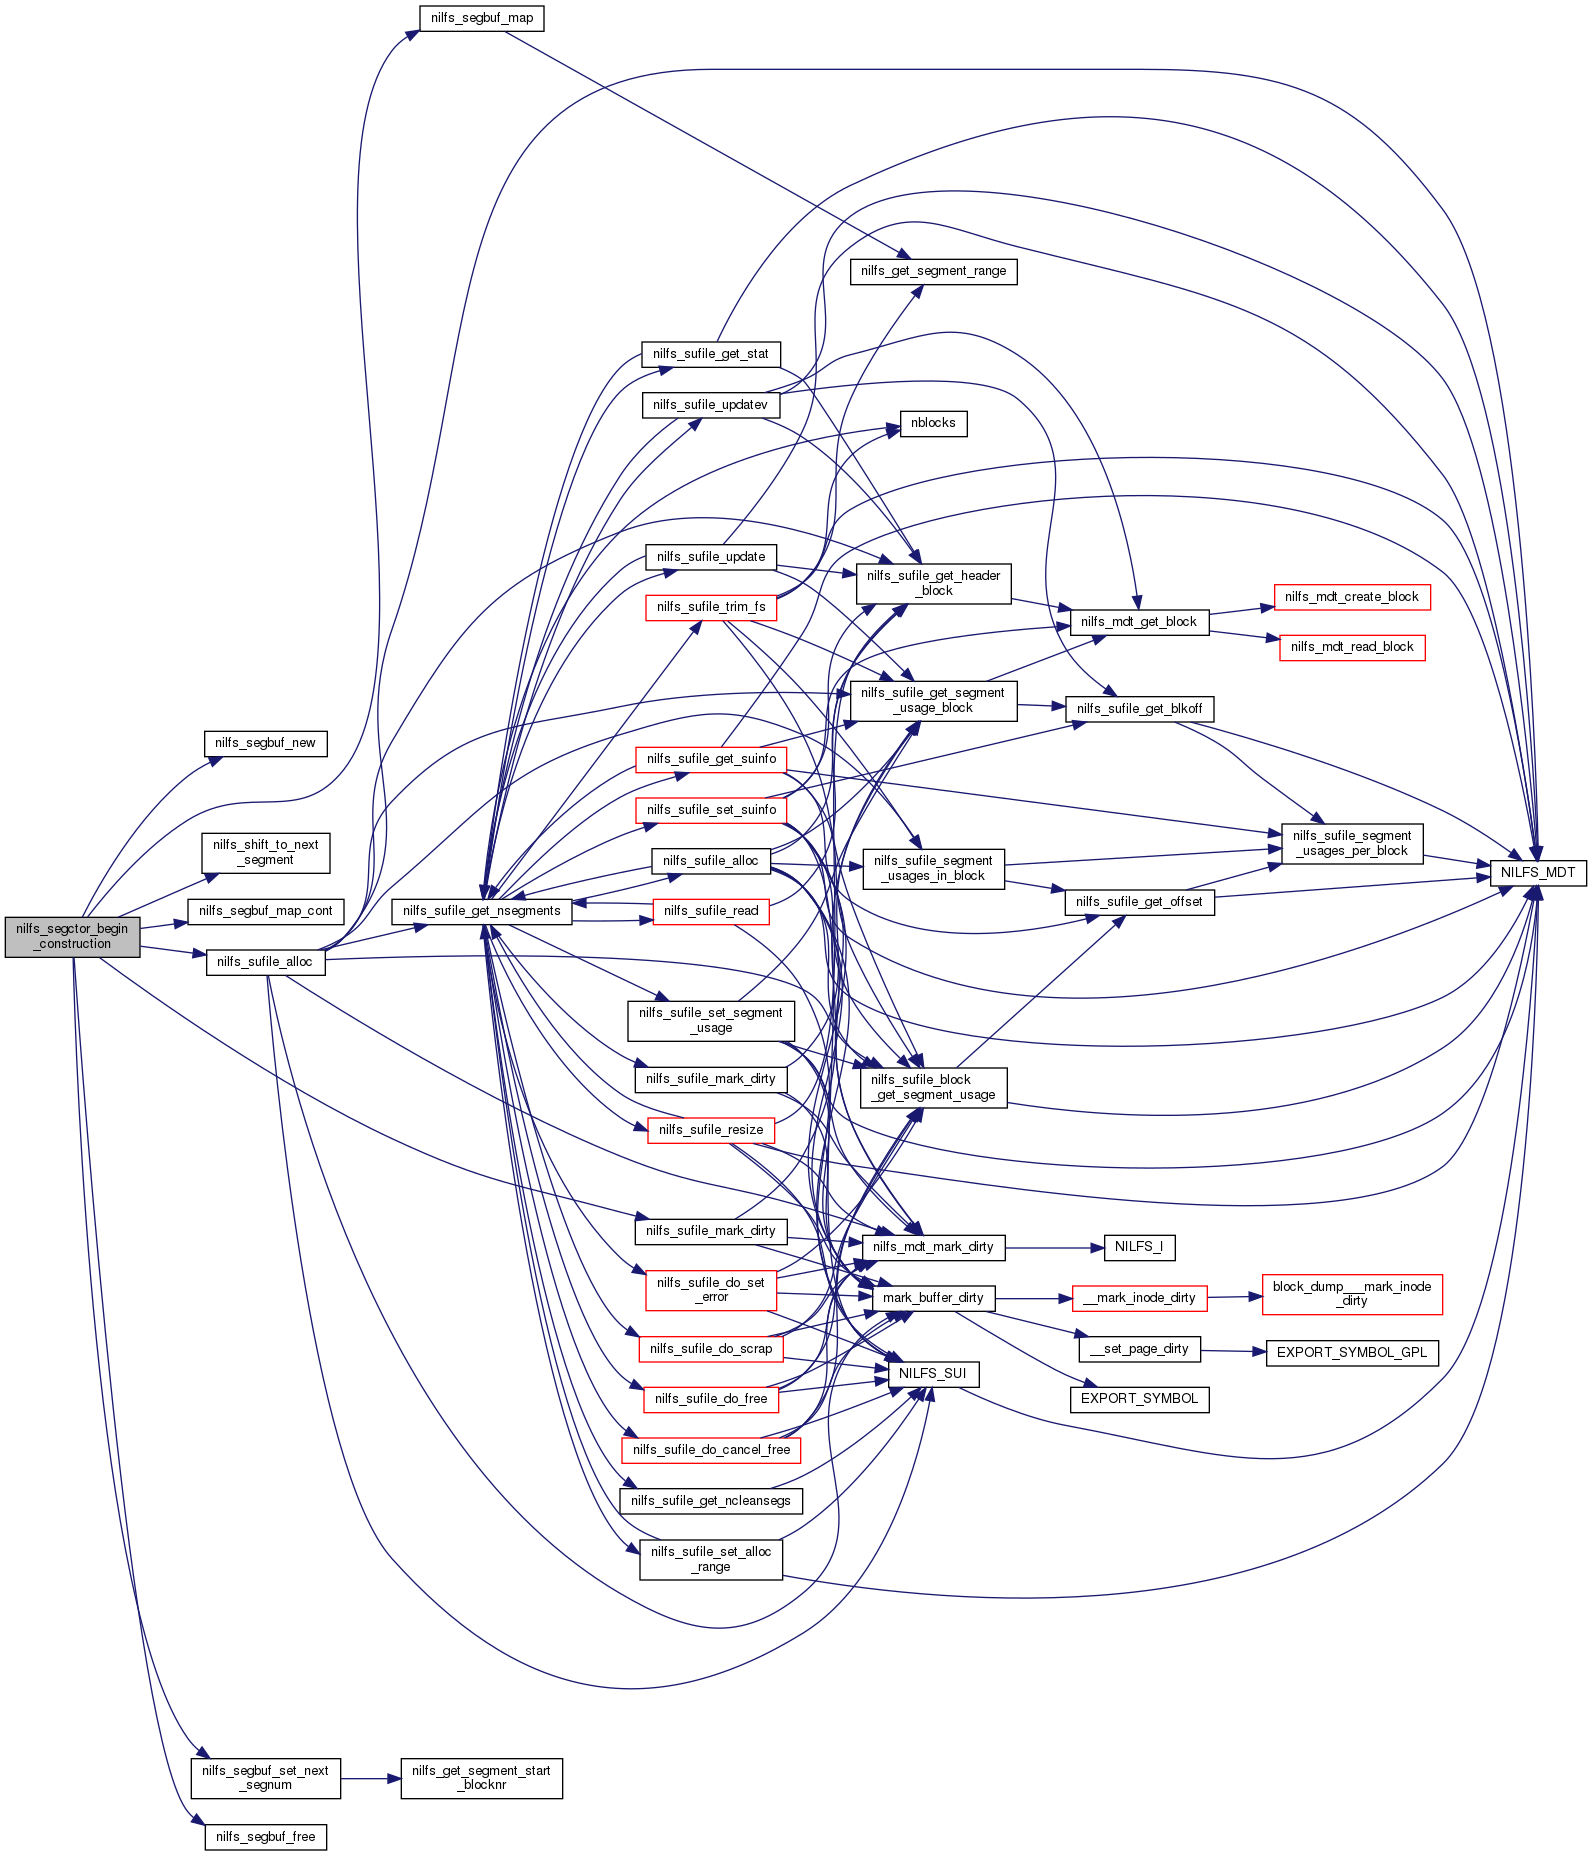 nilfs_segbuf_map
nilfs_get_segment_range
nilfs_sufile_get_stat
nilfs_sufile_updatev
nblocks
nilfs_sufile_update
nilfs_sufile_get_header
_block
nilfs_mdt_create_block
nilfs_sufile_trim_fs
nilfs_mdt_get_block
nilfs_mdt_read_block
nilfs_sufile_get_segment
_usage_block
nilfs_sufile_get_blkoff
nilfs_segbuf_new
nilfs_sufile_get_suinfo
nilfs_sufile_set_suinfo
nilfs_shift_to_next
_segment
nilfs_sufile_alloc
nilfs_sufile_segment
_usages_in_block
nilfs_sufile_segment
_usages_per_block
NILFS_MDT
nilfs_segbuf_map_cont
nilfs_sufile_get_nsegments
nilfs_sufile_read
nilfs_sufile_get_offset
nilfs_segctor_begin
_construction
nilfs_sufile_alloc
nilfs_sufile_set_segment
_usage
nilfs_sufile_mark_dirty
nilfs_sufile_block
_get_segment_usage
nilfs_sufile_resize
nilfs_sufile_mark_dirty
nilfs_mdt_mark_dirty
NILFS_I
nilfs_sufile_do_set
_error
mark_buffer_dirty
__mark_inode_dirty
block_dump___mark_inode
_dirty
nilfs_sufile_do_scrap
__set_page_dirty
EXPORT_SYMBOL_GPL
NILFS_SUI
nilfs_sufile_do_free
EXPORT_SYMBOL
nilfs_sufile_do_cancel_free
nilfs_sufile_get_ncleansegs
nilfs_sufile_set_alloc
_range
nilfs_segbuf_set_next
_segnum
nilfs_get_segment_start
_blocknr
nilfs_segbuf_free